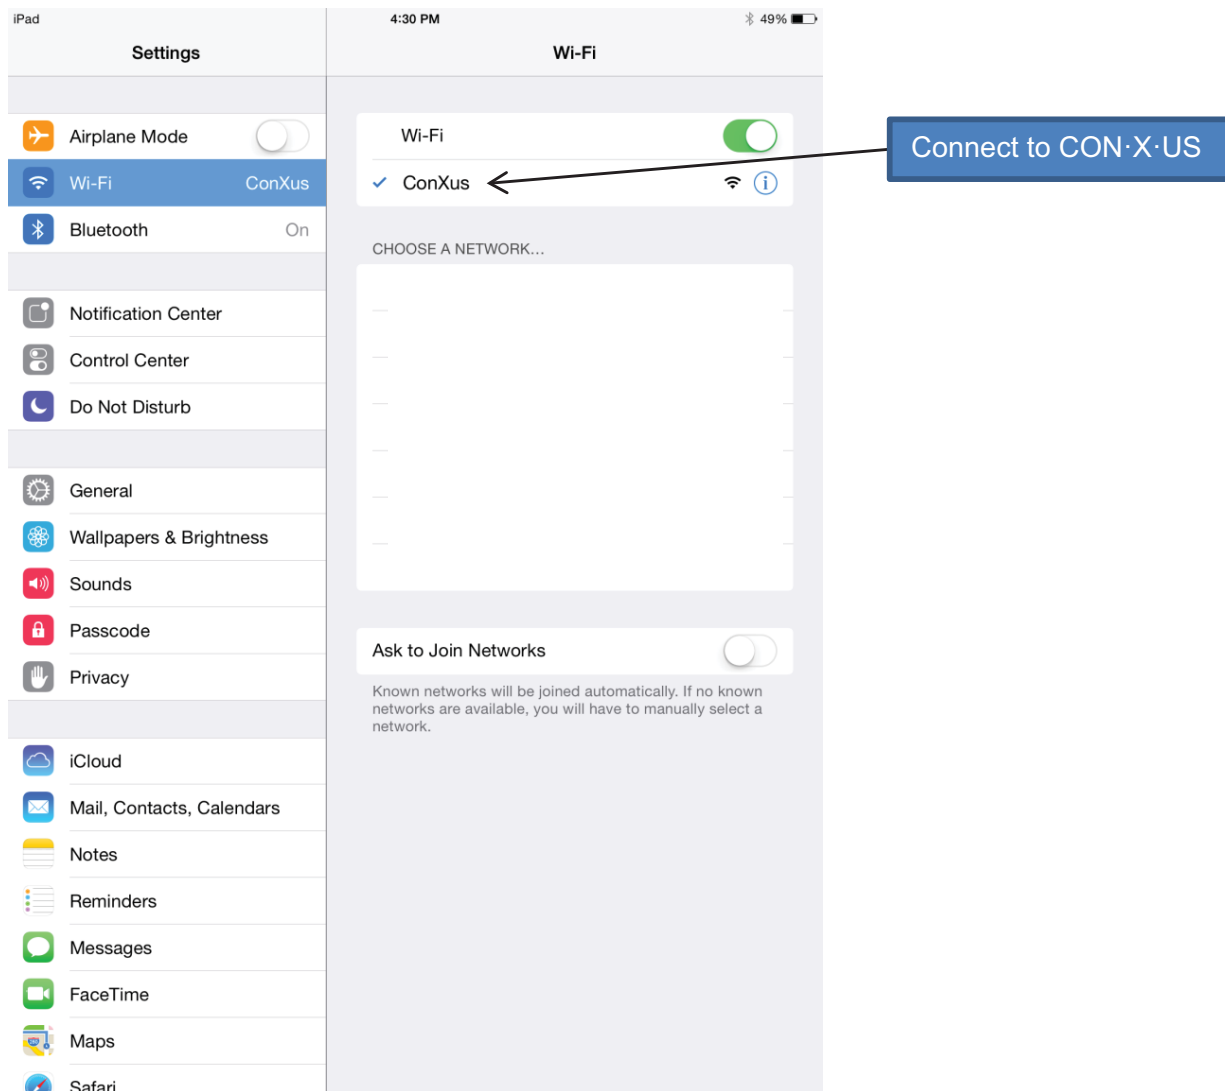 iPad
4:30 PM
49%
Settings
Wi-Fi
Airplane Mode
Wi-Fi ConXus
Bluetooth On
Notification Center
Control Center
Do Not Disturb
General
Wallpapers & Brightness
Sounds
Passcode
Privacy
iCloud
Mail, Contacts, Calendars
Notes
Reminders
Messages
FaceTime
Maps
Safari
Wi-Fi
ConXus
CHOOSE A NETWORK...
Ask to Join Networks
Known networks will be joined automatically. If no known
networks are available, you will have to manually select a
network.
Connect to CON·X·US